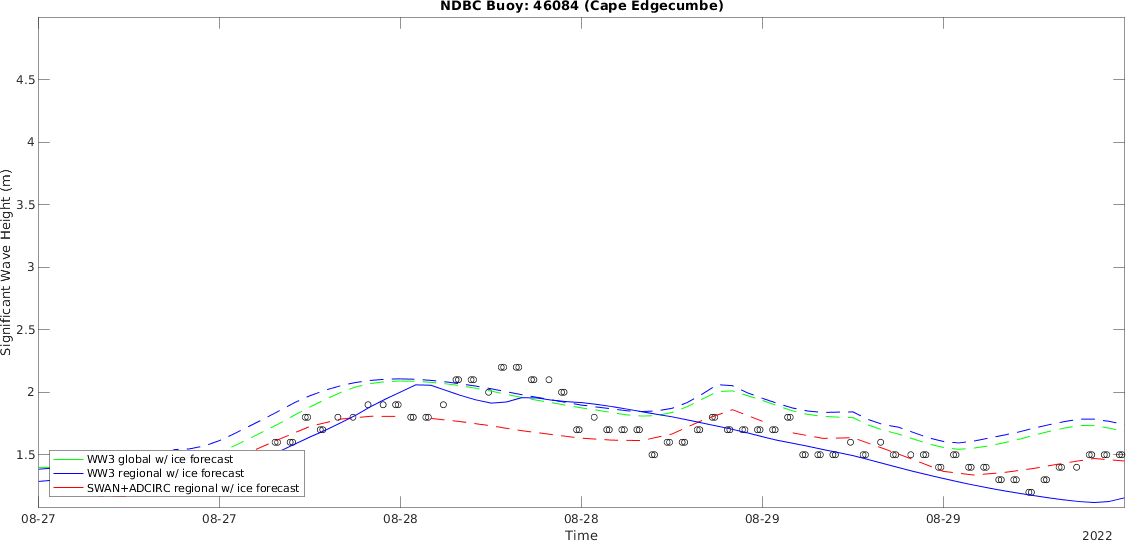 NDBC Buoy: 46084 (Cape Edgecumbe)
Significant Wave Height (m)
4.5
4
3.5
3
2.5
2
1.5
WW3 global w/ ice forecast
WW3 regional w/ ice forecast
SWAN+ADCIRC regional w/ ice forecast
08-27 08-27 08-28 08-28 08-29 08-29
Time
2022